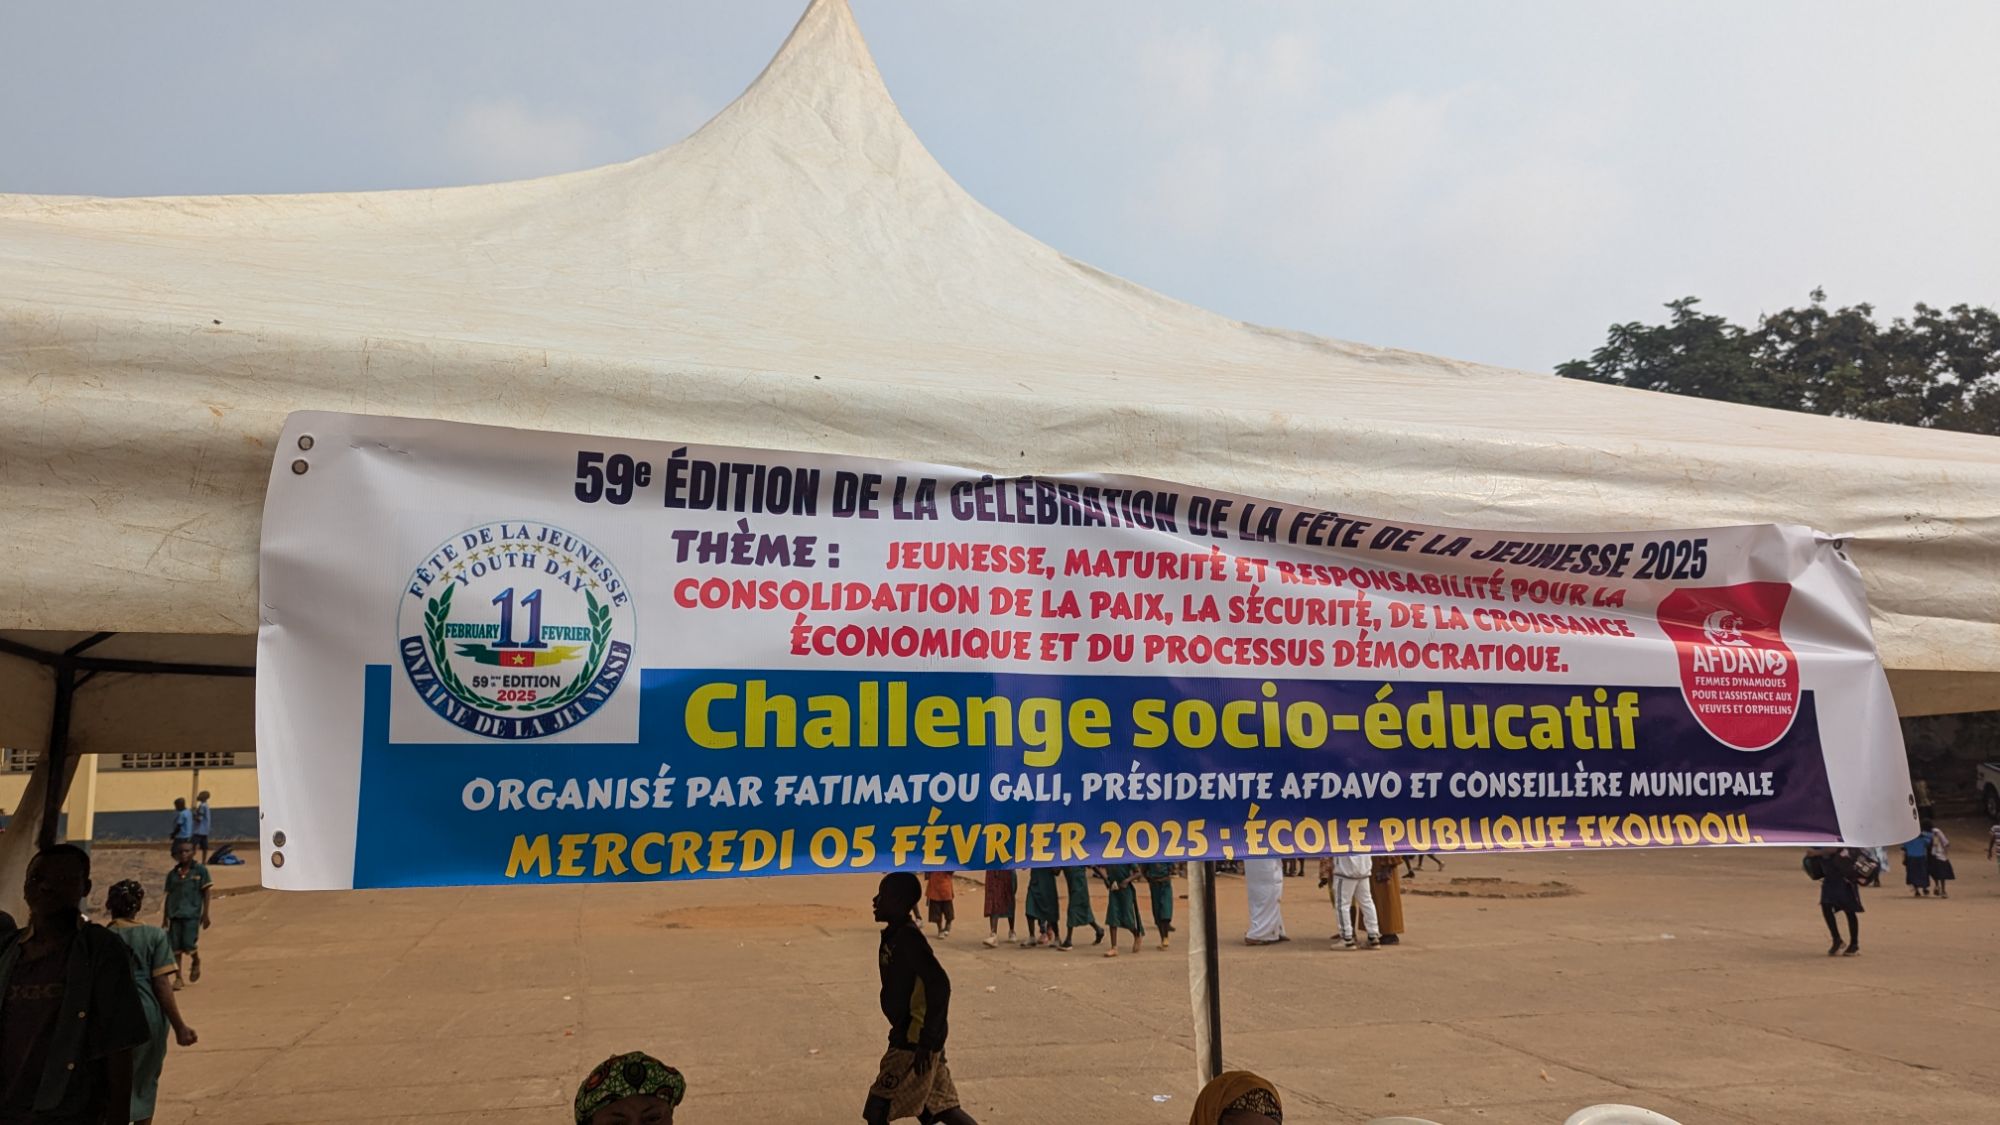 59e ÉDITION DE LA CÉLÉBRATION DE LA FÊTE DE LA JEUNESSE 2025
THÈME : JEUNESSE, MATURITÉ ET RESPONSABILITÉ POUR LA
CONSOLIDATION DE LA PAIX, LA SÉCURITÉ, DE LA CROISSANCE
ÉCONOMIQUE ET DU PROCESSUS DÉMOCRATIQUE.
FÊTE DE LA JEUNESSE
YOUTH DAY
FEBRUARY 11 FEVRIER
59ème EDITION
2025
ONZAINE DE LA JEUNESSE
AFDAVO
FEMMES DYNAMIQUES
POUR L'ASSISTANCE AUX
VEUVES ET ORPHELINS
Challenge socio-éducatif
ORGANISÉ PAR FATIMATOU GALI, PRÉSIDENTE AFDAVO ET CONSEILLÈRE MUNICIPALE
MERCREDI 05 FÉVRIER 2025 ; ÉCOLE PUBLIQUE EKOUDOU.